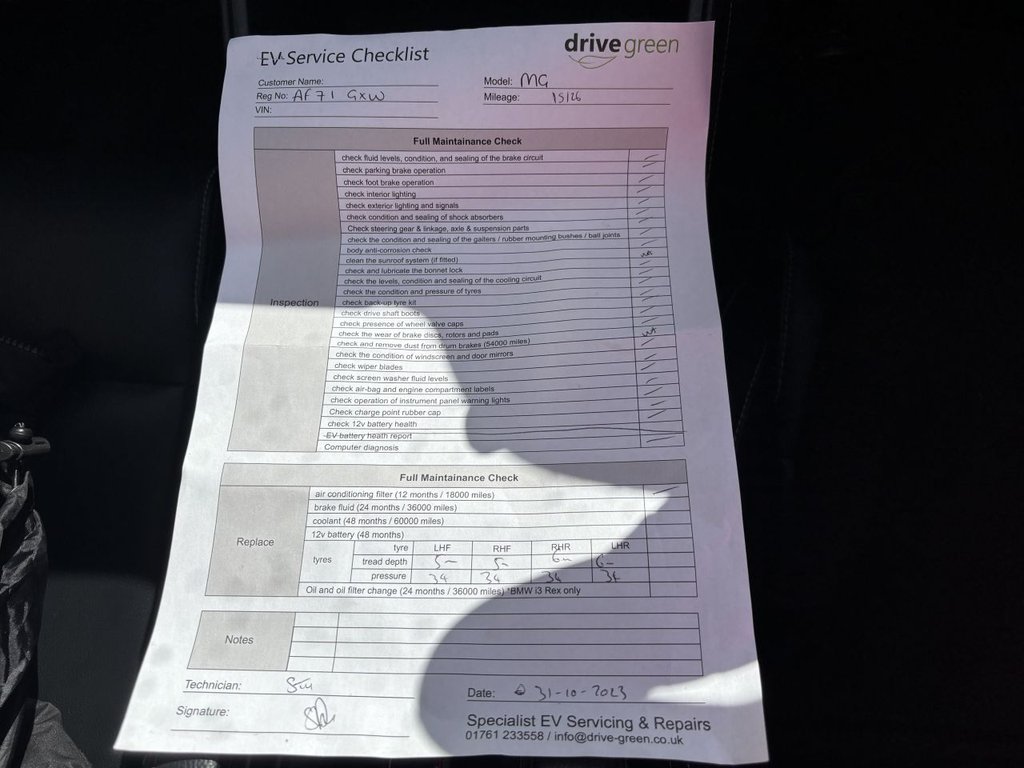 EV Service Checklist
drive green
Customer Name:
Model: MG
Reg No: AF71 GXW
Mileage: 15126
VIN:
Full Maintainance Check
Inspection
check fluid levels, condition, and sealing of the brake circuit
check parking brake operation
check foot brake operation
check interior lighting
check exterior lighting and signals
check condition and sealing of shock absorbers
Check steering gear & linkage, axle & suspension parts
check the condition and sealing of the gaiters / rubber mounting bushes / ball joints
body anti-corrosion check
clean the sunroof system (if fitted)
check and lubricate the bonnet lock
check the levels, condition and sealing of the cooling circuit
check the condition and pressure of tyres
check back-up tyre kit
check drive shaft boots
check presence of wheel valve caps
check the wear of brake discs, rotors and pads
check and remove dust from drum brakes (54000 miles)
check the condition of windscreen and door mirrors
check wiper blades
check screen washer fluid levels
check air-bag and engine compartment labels
check operation of instrument panel warning lights
Check charge point rubber cap
check 12v battery health
EV battery heath report
Computer diagnosis
Full Maintainance Check
Replace
air conditioning filter (12 months / 18000 miles)
brake fluid (24 months / 36000 miles)
coolant (48 months / 60000 miles)
12v battery (48 months)
tyres
tyre LHF RHF RHR LHR
tread depth 5 5 6 6
pressure 34 34 34 34
Oil and oil filter change (24 months / 36000 miles) *BMW i3 Rex only
Notes
Technician:
Date: 31-10-2023
Signature:
Specialist EV Servicing & Repairs
01761 233558 / info@drive-green.co.uk